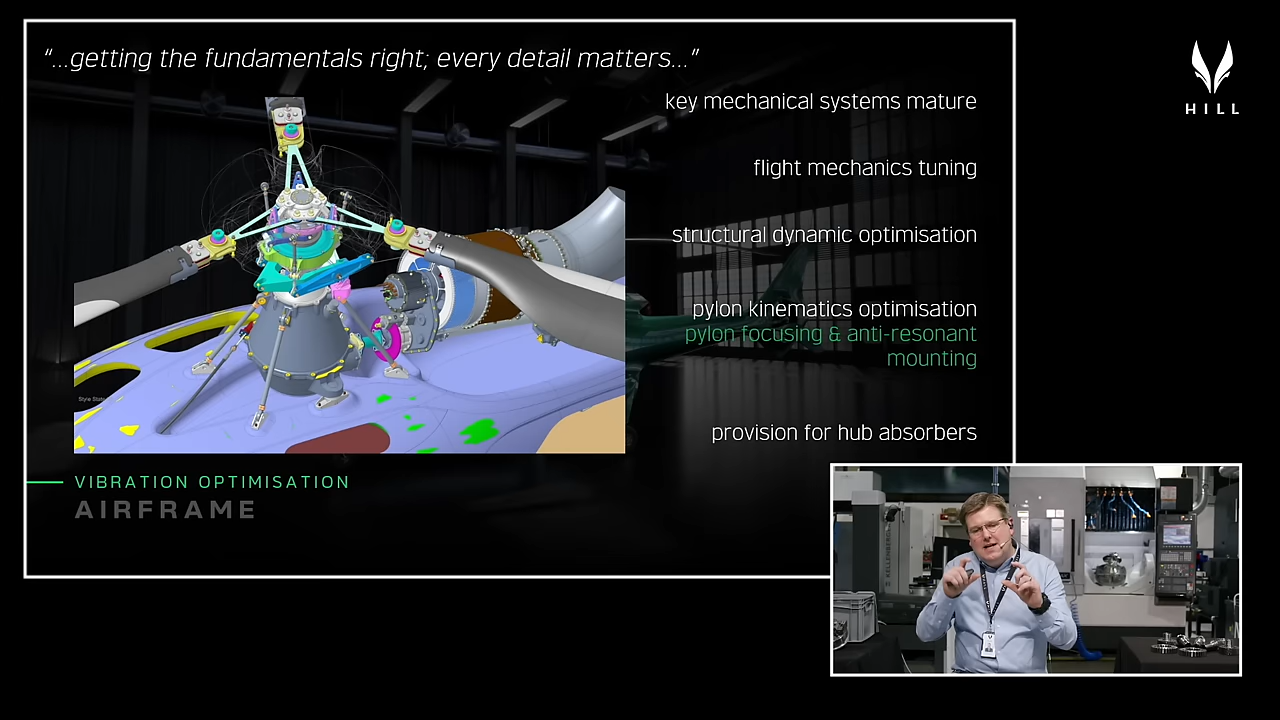 “...getting the fundamentals right; every detail matters...”
key mechanical systems mature
flight mechanics tuning
structural dynamic optimisation
pylon kinematics optimisation
pylon focusing & anti-resonant
mounting
provision for hub absorbers
VIBRATION OPTIMISATION
AIRFRAME
HILL
KELLENBERGER